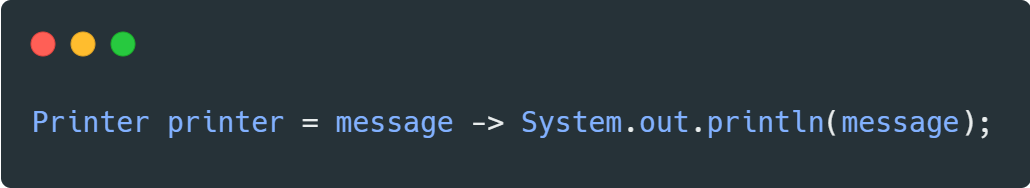 Printer printer = message -> System.out.println(message);